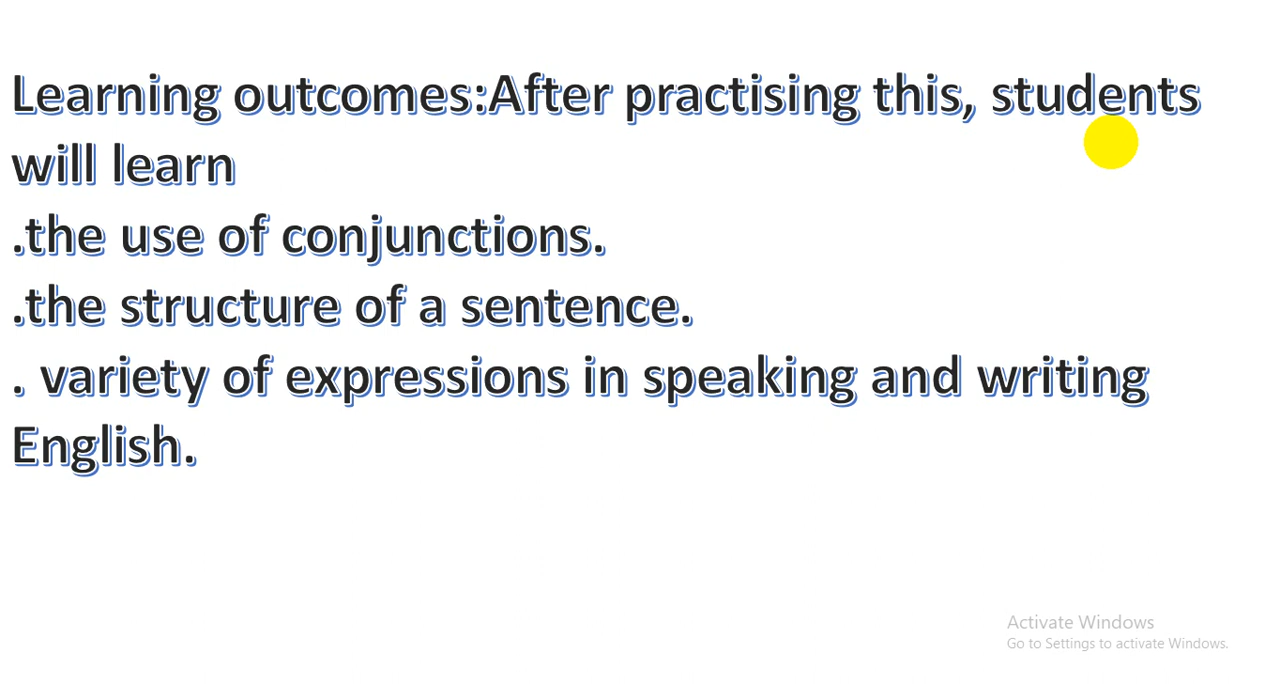 Learning outcomes:After practising this, students
will learn
.the use of conjunctions.
.the structure of a sentence.
. variety of expressions in speaking and writing
English.
Activate Windows
Go to Settings to activate Windows.